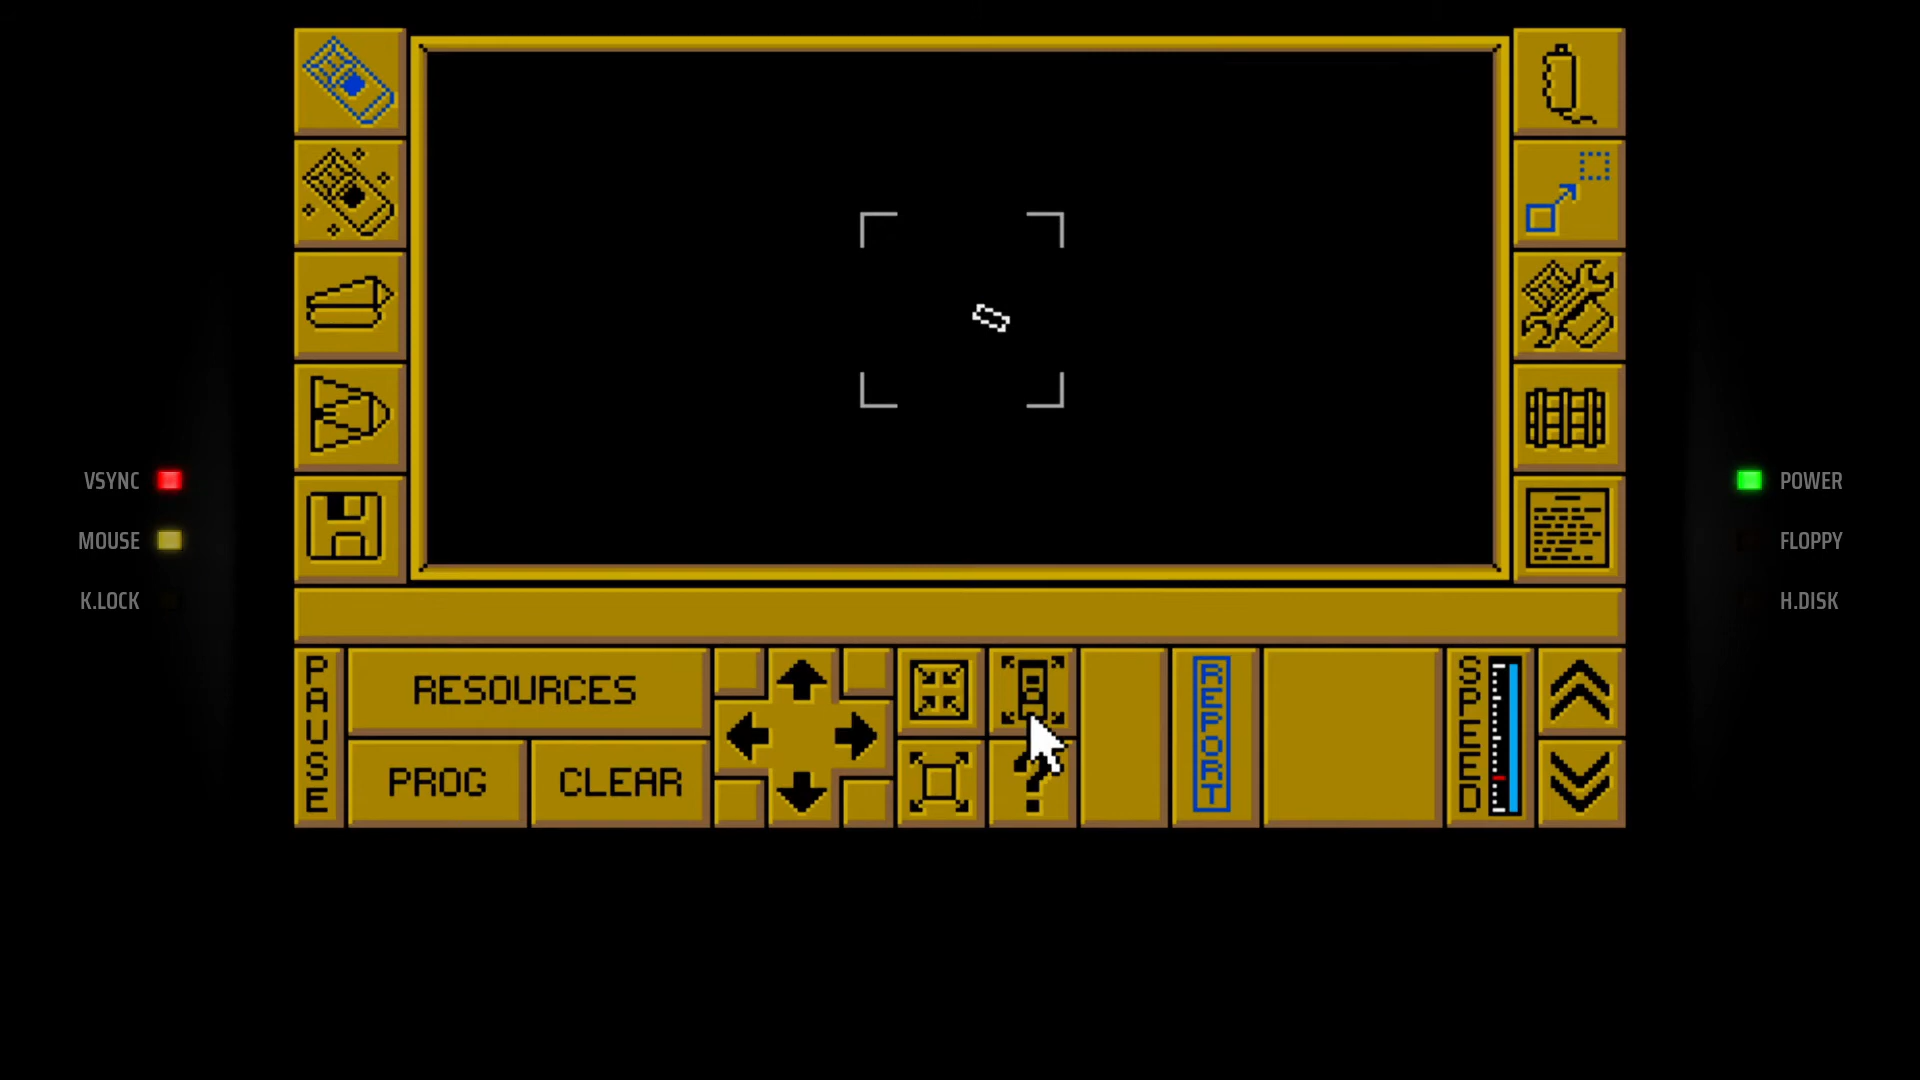 VSYNC
MOUSE
K.LOCK
POWER
FLOPPY
H.DISK
PAUSE
RESOURCES
PROG
CLEAR
?
REPORT
SPEED